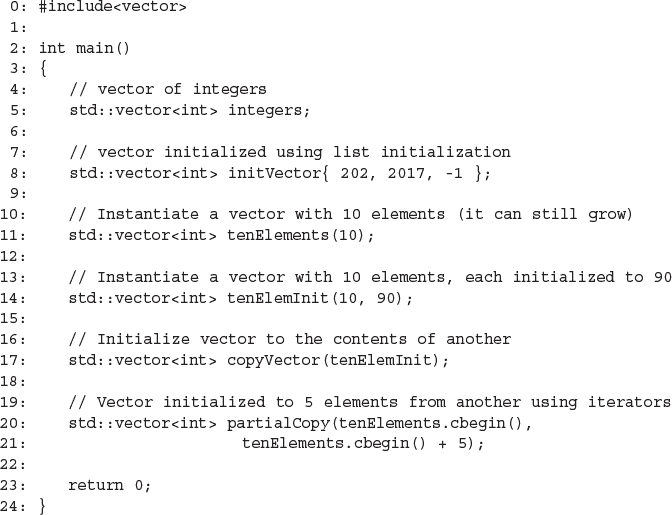 0: #include<vector>
1:
2: int main()
3: {
4:    // vector of integers
5:    std::vector<int> integers;
6:
7:    // vector initialized using list initialization
8:    std::vector<int> initVector{ 202, 2017, -1 };
9:
10:    // Instantiate a vector with 10 elements (it can still grow)
11:    std::vector<int> tenElements(10);
12:
13:    // Instantiate a vector with 10 elements, each initialized to 90
14:    std::vector<int> tenElemInit(10, 90);
15:
16:    // Initialize vector to the contents of another
17:    std::vector<int> copyVector(tenElemInit);
18:
19:    // Vector initialized to 5 elements from another using iterators
20:    std::vector<int> partialCopy(tenElements.cbegin(),
21:                      tenElements.cbegin() + 5);
22:
23:    return 0;
24: }